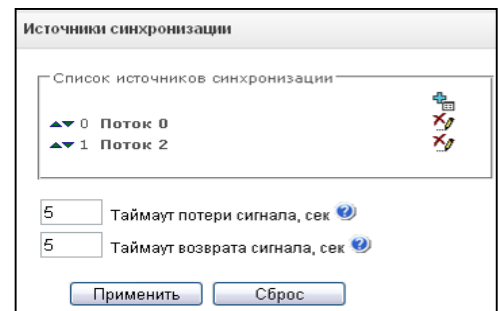 Источники синхронизации
Список источников синхронизации
0 Поток 0
1 Поток 2
5 Таймаут потери сигнала, сек ?
5 Таймаут возврата сигнала, сек ?
Применить Сброс